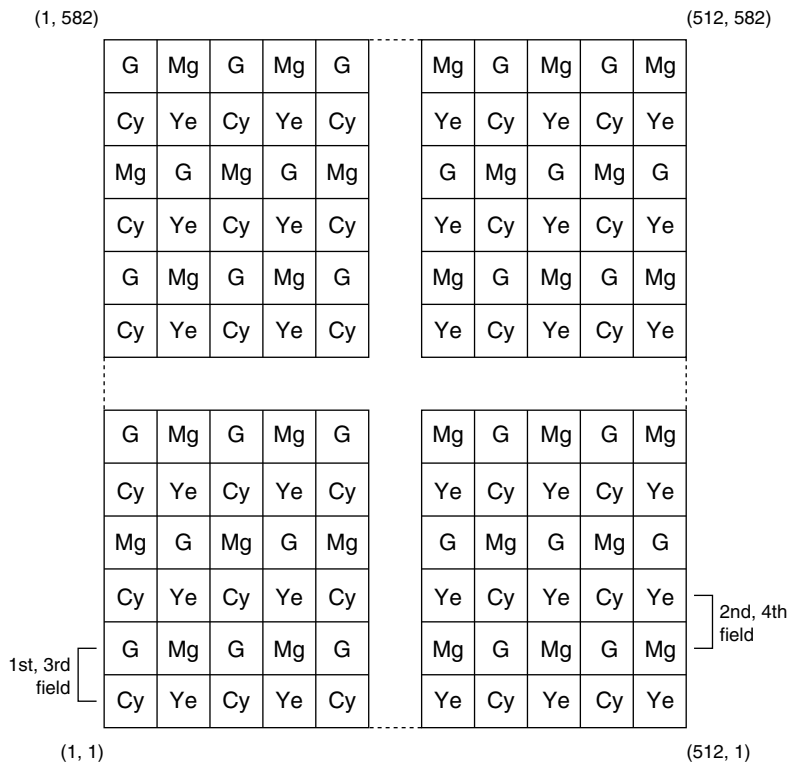 (1, 582) (512, 582)
G Mg G Mg G Mg G Mg G Mg
Cy Ye Cy Ye Cy Ye Cy Ye Cy Ye
Mg G Mg G Mg G Mg G Mg G
Cy Ye Cy Ye Cy Ye Cy Ye Cy Ye
G Mg G Mg G Mg G Mg G Mg
Cy Ye Cy Ye Cy Ye Cy Ye Cy Ye
G Mg G Mg G Mg G Mg G Mg
Cy Ye Cy Ye Cy Ye Cy Ye Cy Ye
Mg G Mg G Mg G Mg G Mg G
Cy Ye Cy Ye Cy Ye Cy Ye Cy Ye
2nd, 4th
field
G Mg G Mg G Mg G Mg G Mg
1st, 3rd
field
Cy Ye Cy Ye Cy Ye Cy Ye Cy Ye
(1, 1) (512, 1)